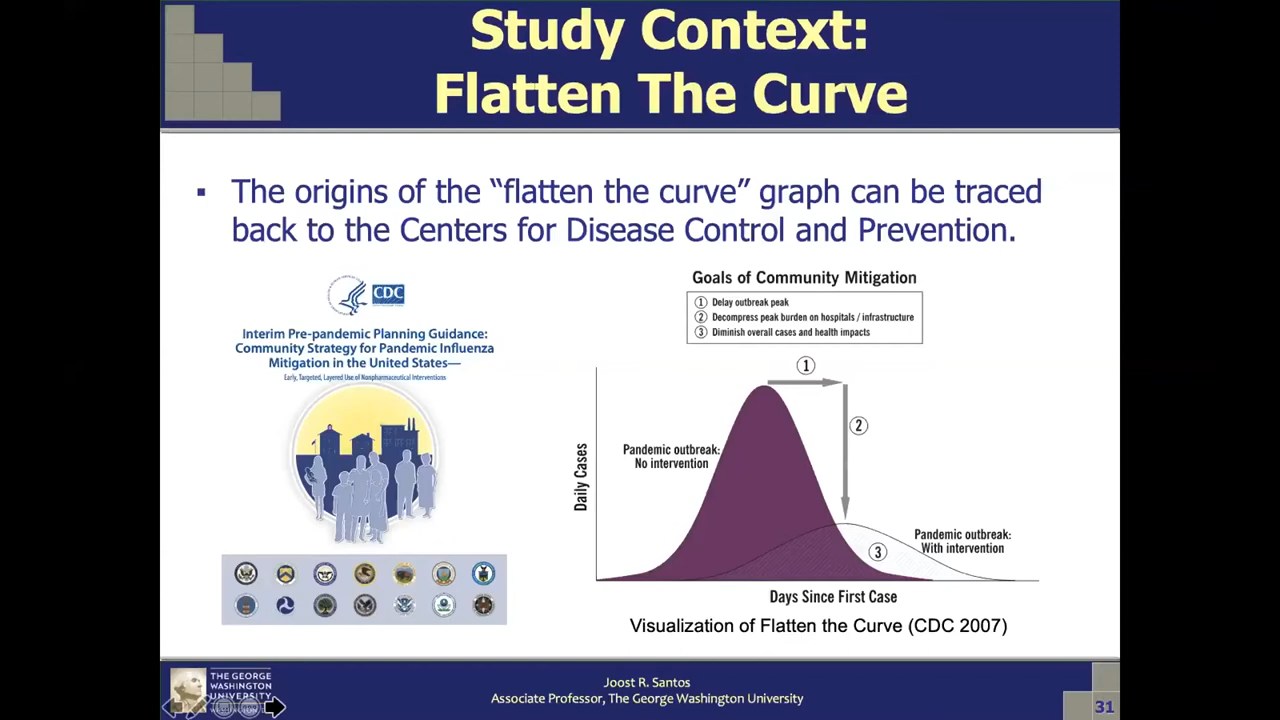 Study Context:
Flatten The Curve
▪ The origins of the “flatten the curve” graph can be traced
back to the Centers for Disease Control and Prevention.
CDC
Interim Pre-pandemic Planning Guidance:
Community Strategy for Pandemic Influenza
Mitigation in the United States—
Early, Targeted, Layered Use of Nonpharmaceutical Interventions
Goals of Community Mitigation
① Delay outbreak peak
② Decompress peak burden on hospitals / infrastructure
③ Diminish overall cases and health impacts
①
②
Pandemic outbreak:
No intervention
Daily Cases
Pandemic outbreak:
With intervention
③
Days Since First Case
Visualization of Flatten the Curve (CDC 2007)
THE GEORGE
WASHINGTON
UNIVERSITY
Joost R. Santos
Associate Professor, The George Washington University
31